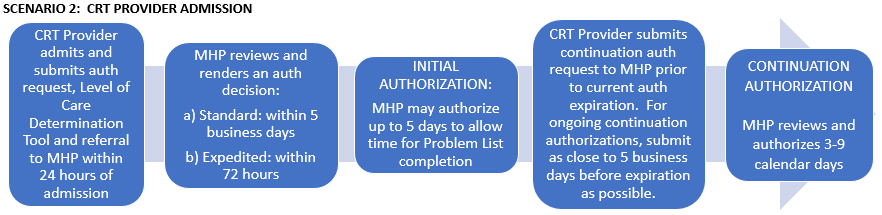 SCENARIO 2:  CRT PROVIDER ADMISSION
CRT Provider
admits and
submits auth
request, Level of
Care
Determination
Tool and referral
to MHP within
24 hours of
admission
MHP reviews and
renders an auth
decision:
a) Standard: within 5
business days
b) Expedited: within
72 hours
INITIAL
AUTHORIZATION:
MHP may authorize
up to 5 days to allow
time for Problem List
completion
CRT Provider submits
continuation auth
request to MHP prior
to current auth
expiration.  For
ongoing continuation
authorizations, submit
as close to 5 business
days before expiration
as possible.
CONTINUATION
AUTHORIZATION
MHP reviews and
authorizes 3-9
calendar days